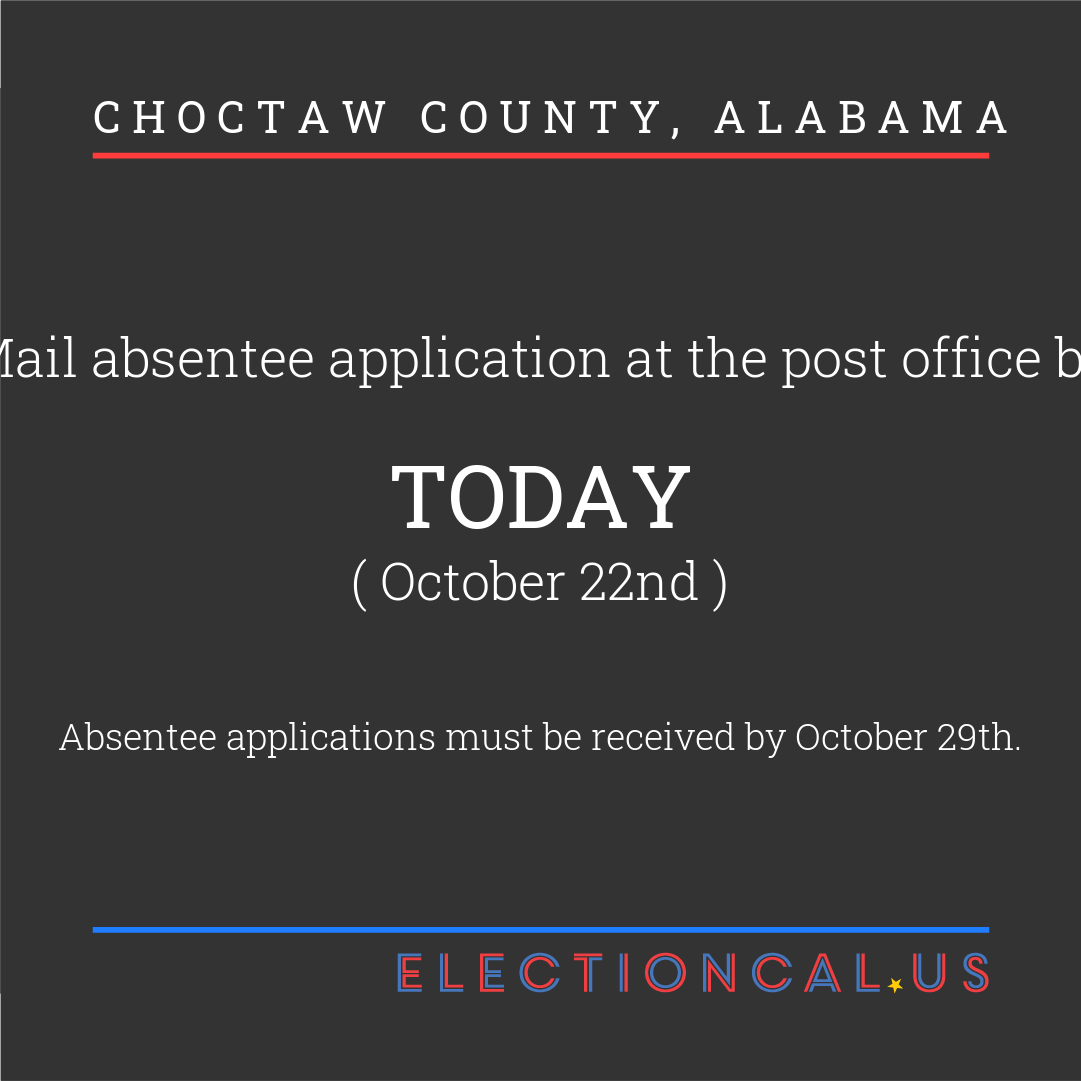 CHOCTAW COUNTY, ALABAMA
Mail absentee application at the post office b
TODAY
( October 22nd )
Absentee applications must be received by October 29th.
ELECTIONCAL.US